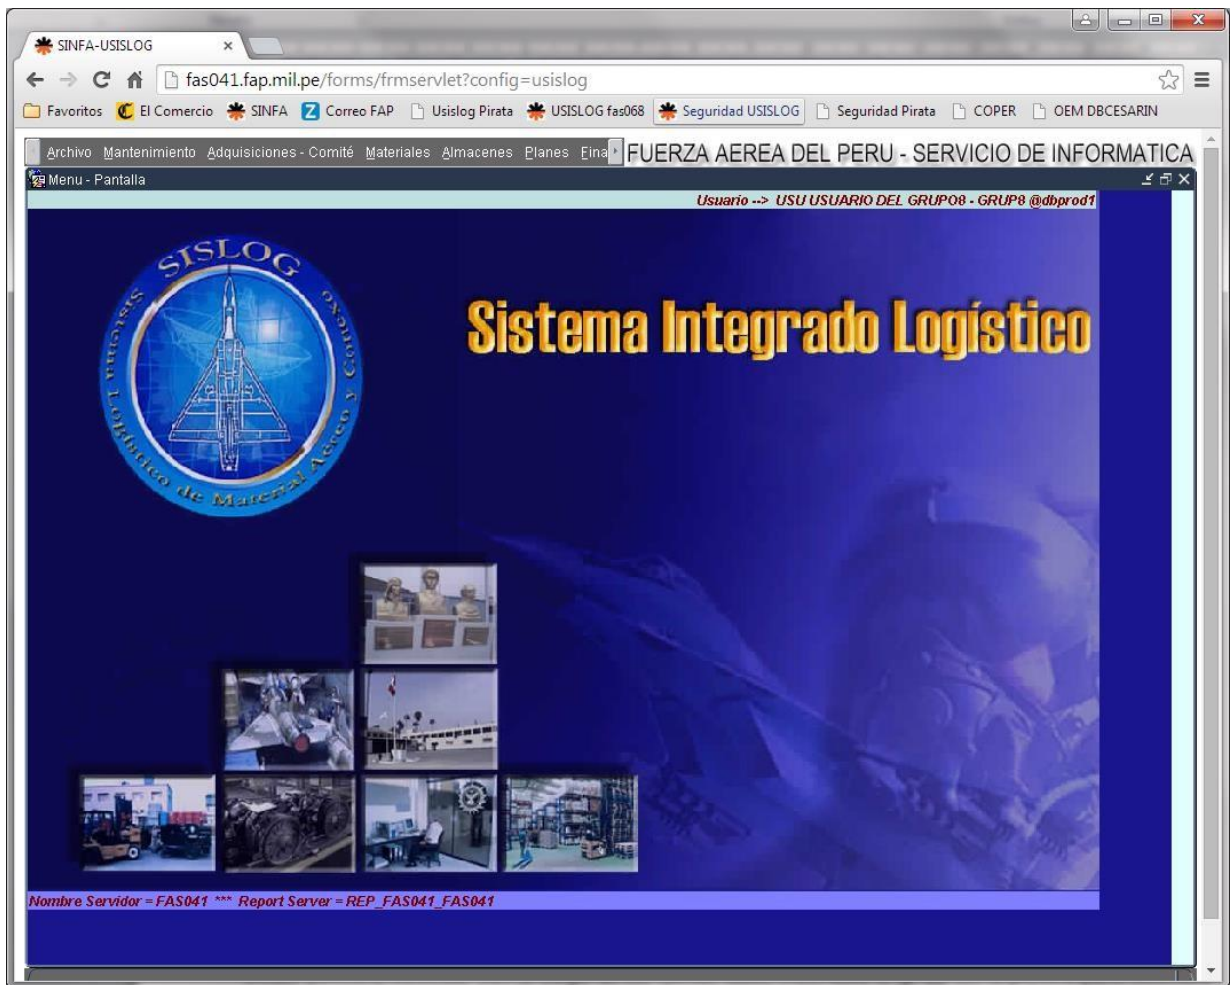 SINFA-USISLOG
fas041.fap.mil.pe/forms/frmservlet?config=usislog
Favoritos El Comercio SINFA Correo FAP Usislog Pirata USISLOG fas068 Seguridad USISLOG Seguridad Pirata COPER OEM DBCESARIN
Archivo Mantenimiento Adquisiciones - Comité Materiales Almacenes Planes Fina FUERZA AEREA DEL PERU - SERVICIO DE INFORMATICA
Menu - Pantalla
Usuario --> USU USUARIO DEL GRUPO8 - GRUP8 @dbprod1
SISLOG
Sistema Logístico de Material Aéreo y Conexo
Sistema Integrado Logístico
Nombre Servidor = FAS041 *** Report Server = REP_FAS041_FAS041